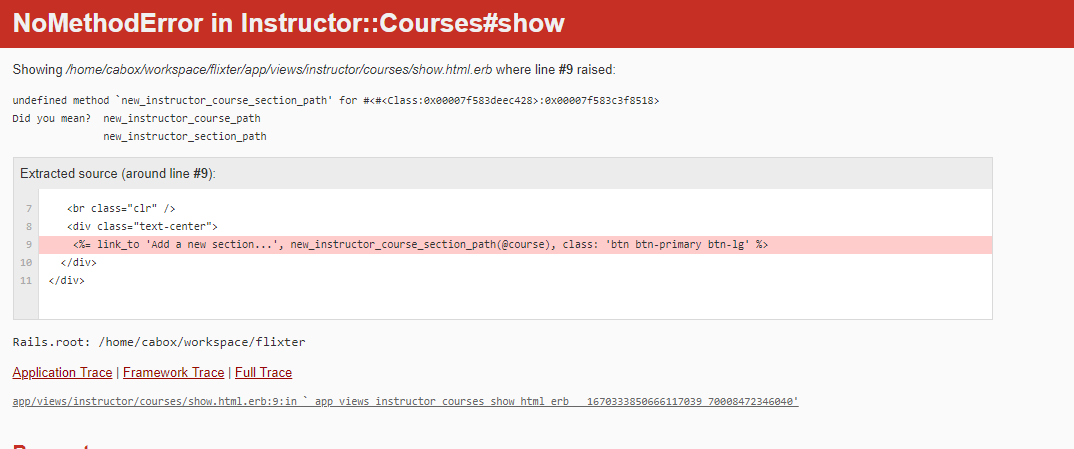 NoMethodError in Instructor::Courses#show
Showing /home/cabox/workspace/flixter/app/views/instructor/courses/show.html.erb where line #9 raised:
undefined method `new_instructor_course_section_path' for #<#<Class:0x00007f583deec428>:0x00007f583c3f8518>
Did you mean?  new_instructor_course_path
new_instructor_section_path
Extracted source (around line #9):
7 <br class="clr" />
8 <div class="text-center">
9 <%= link_to 'Add a new section...', new_instructor_course_section_path(@course), class: 'btn btn-primary btn-lg' %>
10 </div>
11 </div>
Rails.root: /home/cabox/workspace/flixter
Application Trace | Framework Trace | Full Trace
app/views/instructor/courses/show.html.erb:9:in `_app_views_instructor_courses_show_html_erb___1670333850666117039_70008472346040'